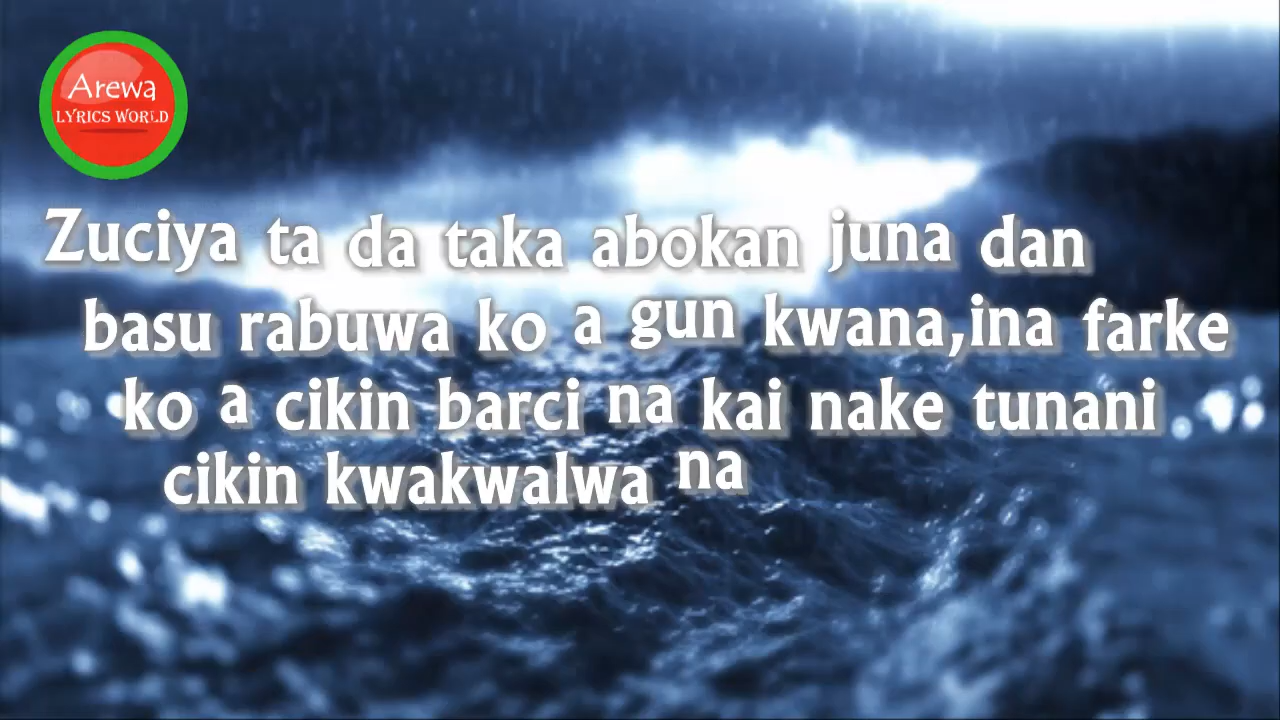 Arewa
LYRICS WORLD
Zuciya ta da taka abokan juna dan
basu rabuwa ko a gun kwana,ina farke
ko a cikin barci na kai nake tunani
cikin kwakwalwa na